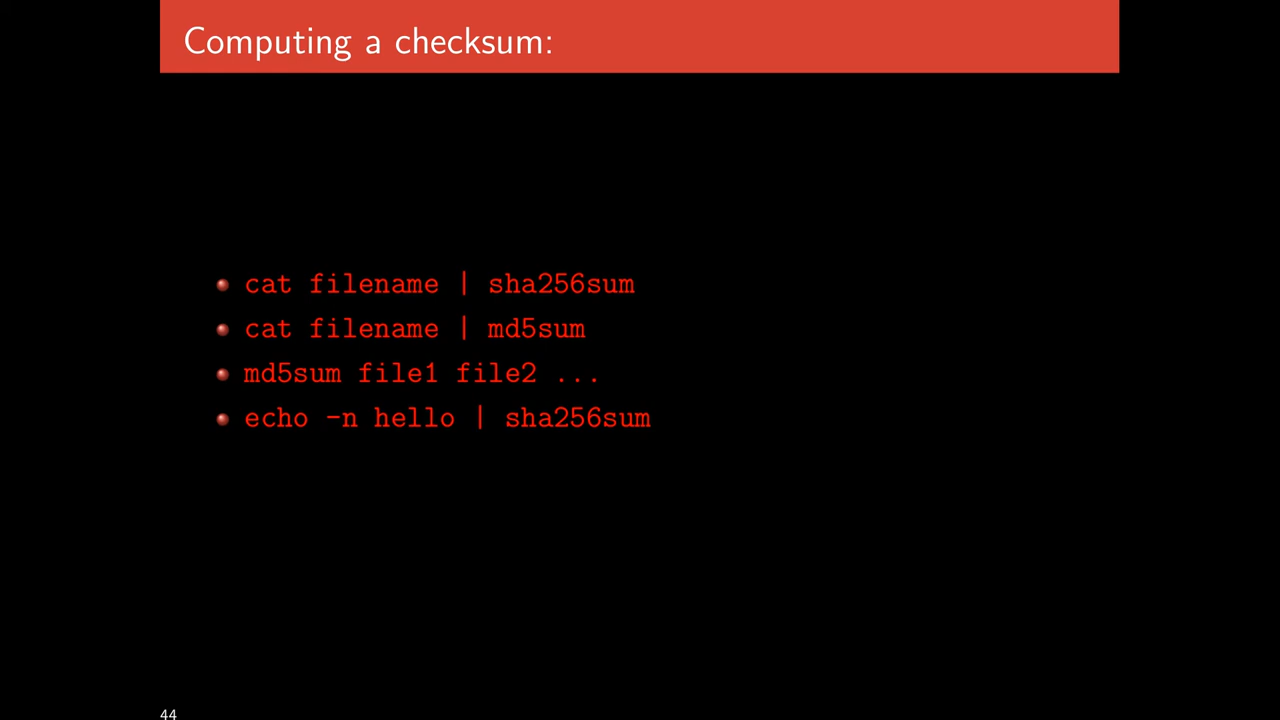 Computing a checksum:
cat filename | sha256sum
cat filename | md5sum
md5sum file1 file2 ...
echo -n hello | sha256sum
44